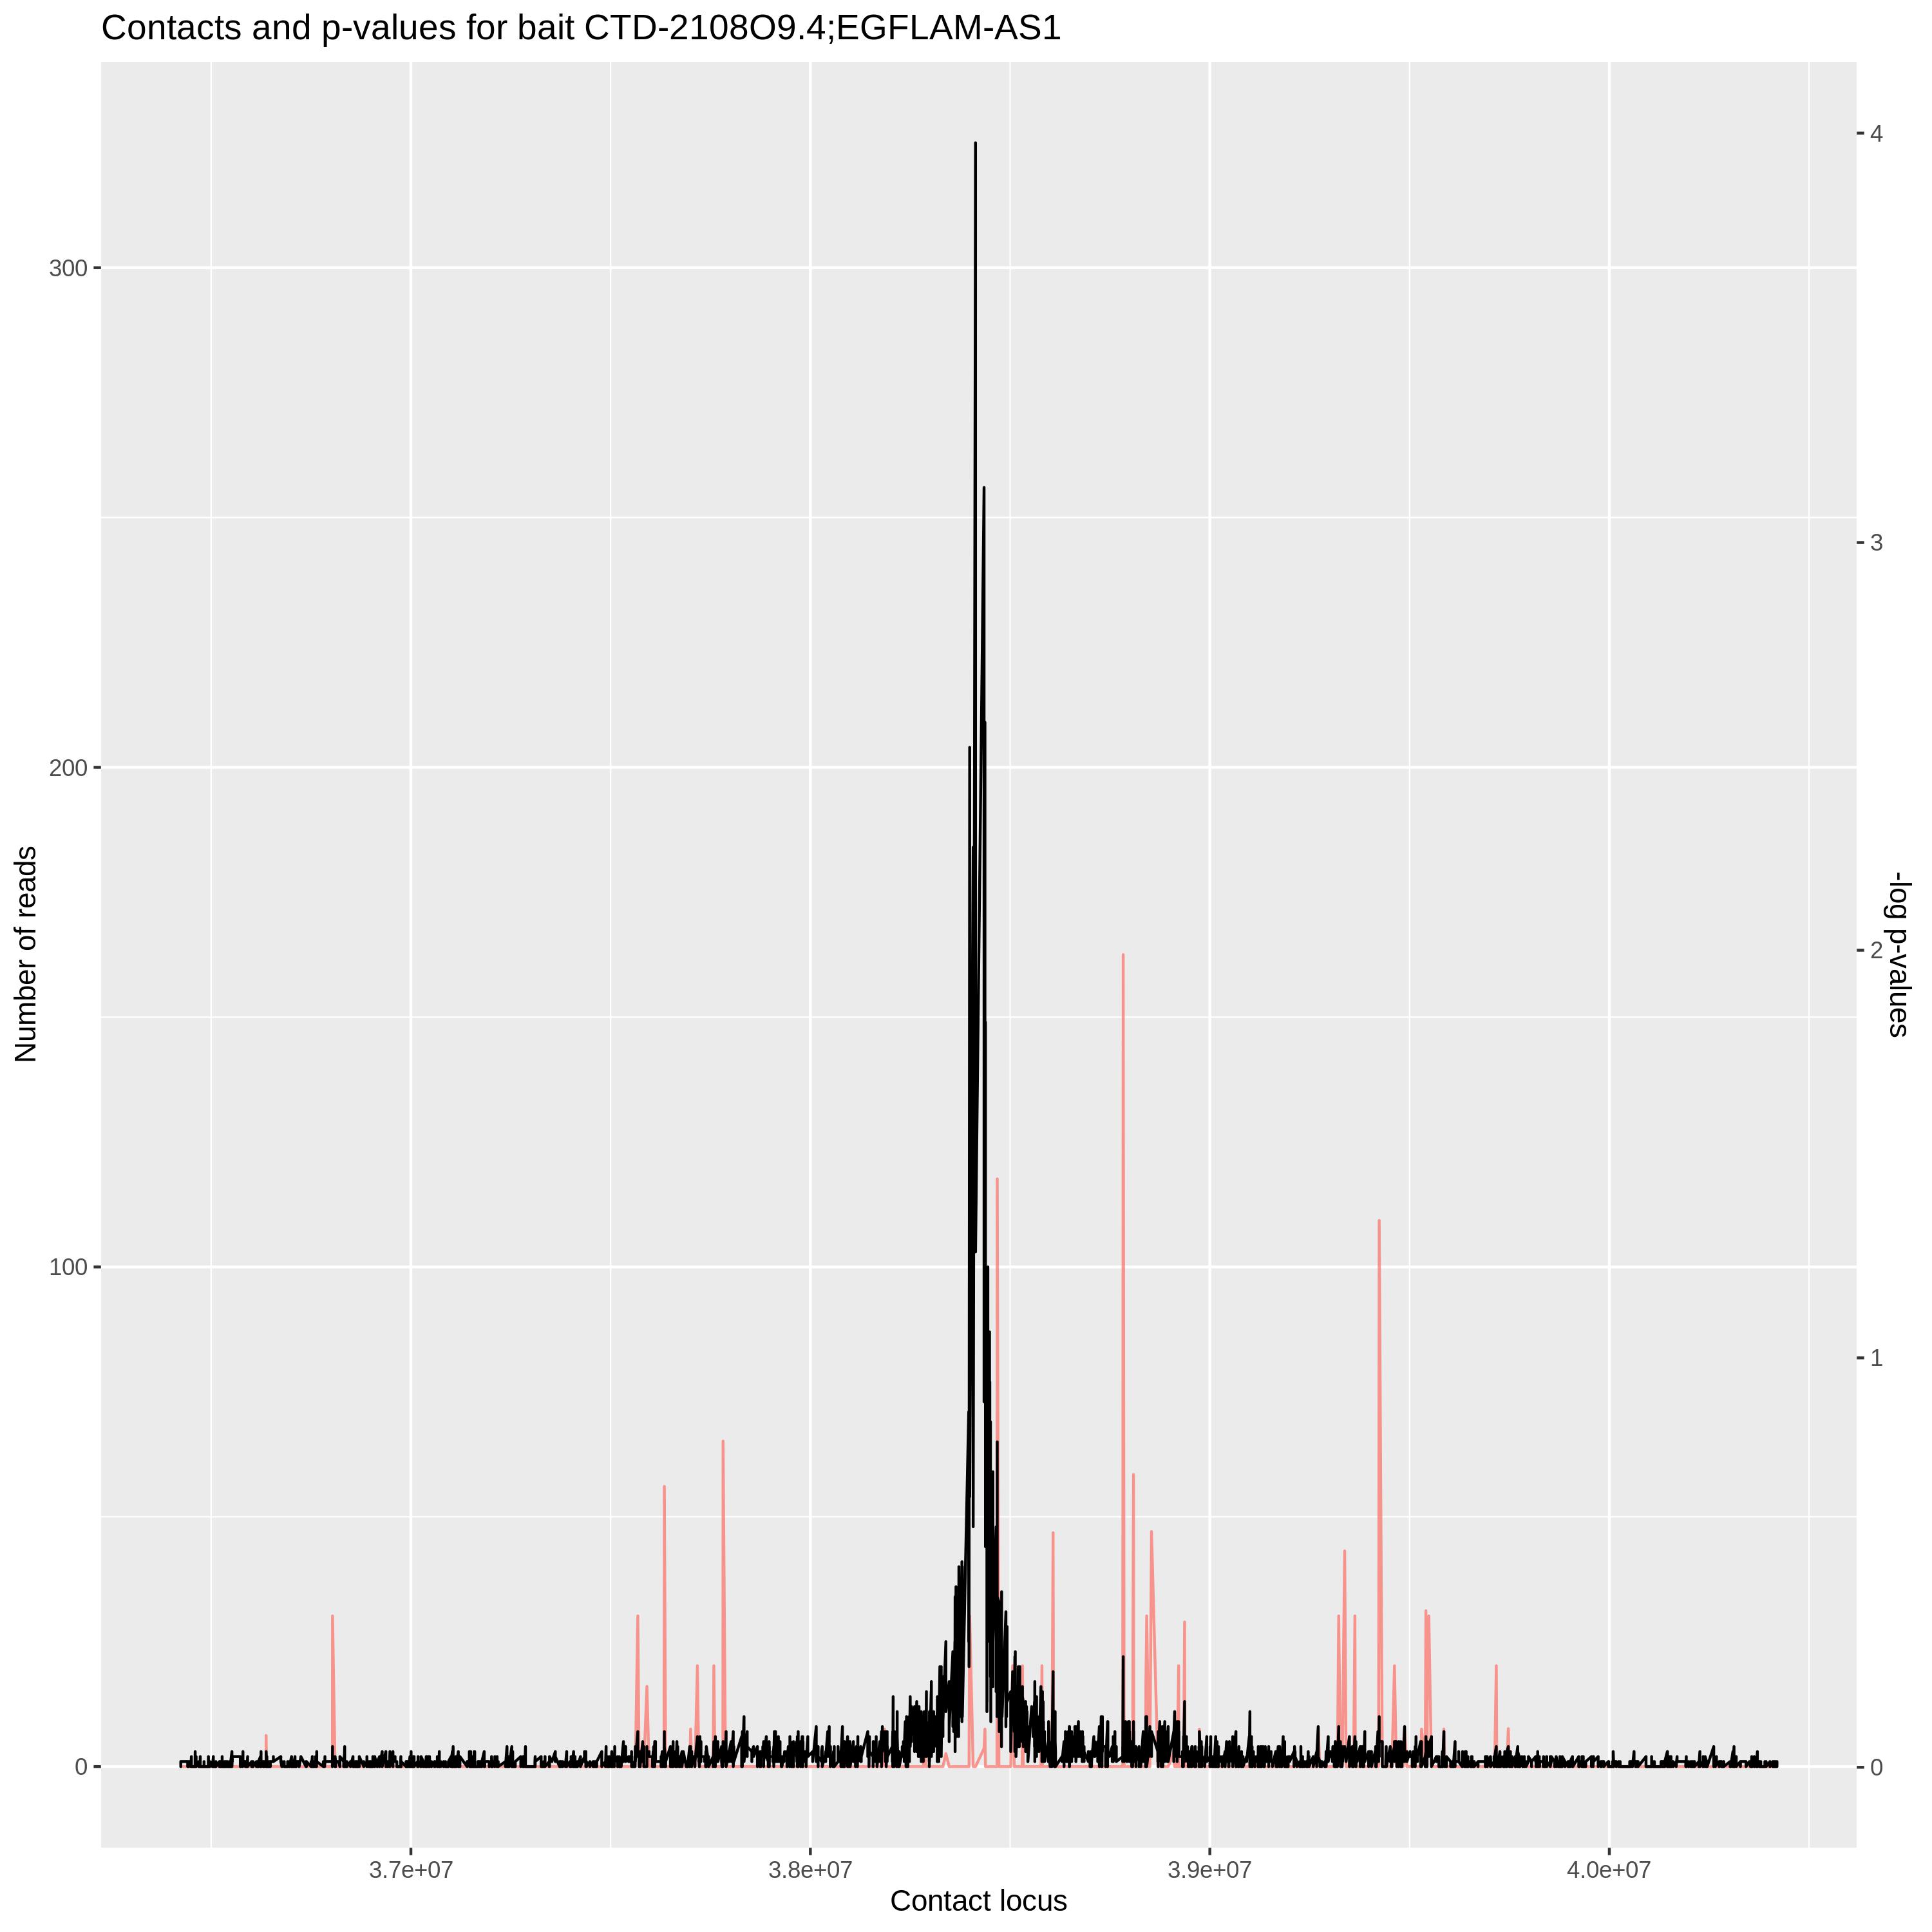 Contacts and p-values for bait CTD-2108O9.4;EGFLAM-AS1
Number of reads
300
200
100
0
4
3
2
1
0
-log p-values
3.7e+07
3.8e+07
3.9e+07
4.0e+07
Contact locus